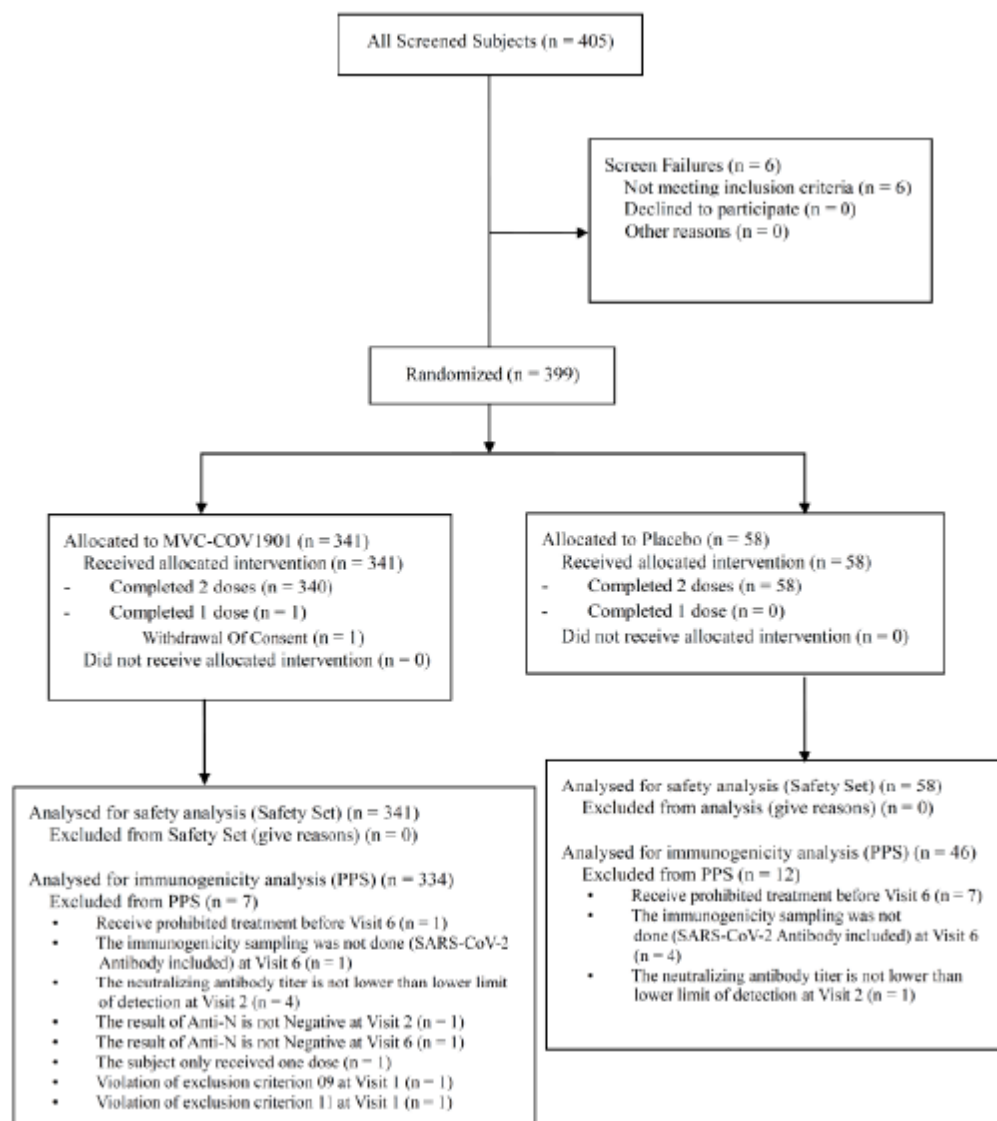 All Screened Subjects (n = 405)
Screen Failures (n = 6)
Not meeting inclusion criteria (n = 6)
Declined to participate (n = 0)
Other reasons (n = 0)
Randomized (n = 399)
Allocated to MVC-COV1901 (n = 341)
Received allocated intervention (n = 341)
- Completed 2 doses (n = 340)
- Completed 1 dose (n = 1)
Withdrawal Of Consent (n = 1)
Did not receive allocated intervention (n = 0)
Allocated to Placebo (n = 58)
Received allocated intervention (n = 58)
- Completed 2 doses (n = 58)
- Completed 1 dose (n = 0)
Did not receive allocated intervention (n = 0)
Analysed for safety analysis (Safety Set) (n = 341)
Excluded from Safety Set (give reasons) (n = 0)
Analysed for immunogenicity analysis (PPS) (n = 334)
Excluded from PPS (n = 7)
• Receive prohibited treatment before Visit 6 (n = 1)
• The immunogenicity sampling was not done (SARS-CoV-2
Antibody included) at Visit 6 (n = 1)
• The neutralizing antibody titer is not lower than lower limit
of detection at Visit 2 (n = 4)
• The result of Anti-N is not Negative at Visit 2 (n = 1)
• The result of Anti-N is not Negative at Visit 6 (n = 1)
• The subject only received one dose (n = 1)
• Violation of exclusion criterion 09 at Visit 1 (n = 1)
• Violation of exclusion criterion 11 at Visit 1 (n = 1)
Analysed for safety analysis (Safety Set) (n = 58)
Excluded from analysis (give reasons) (n = 0)
Analysed for immunogenicity analysis (PPS) (n = 46)
Excluded from PPS (n = 12)
• Receive prohibited treatment before Visit 6 (n = 7)
• The immunogenicity sampling was not
done (SARS-CoV-2 Antibody included) at Visit 6
(n = 4)
• The neutralizing antibody titer is not lower than
lower limit of detection at Visit 2 (n = 1)